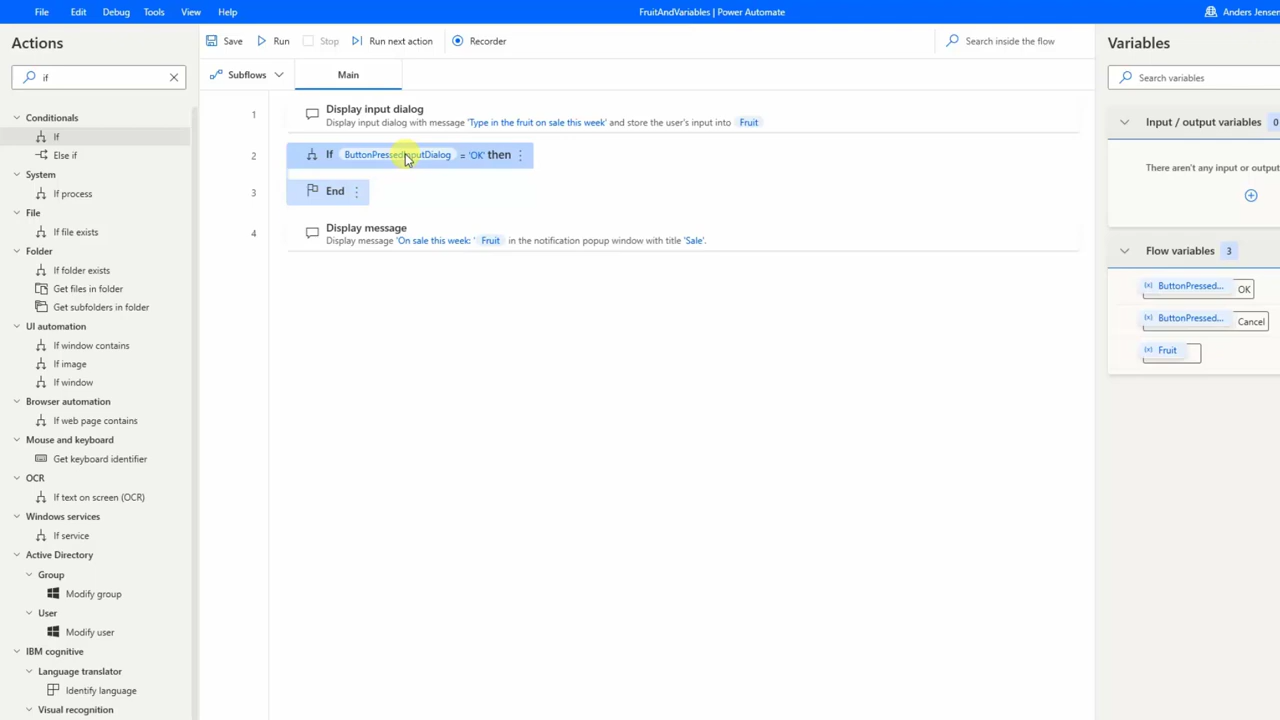 File Edit Debug Tools View Help
FruitAndVariables | Power Automate
Anders Jensen
Actions
Save Run Stop Run next action Recorder
Search inside the flow
Variables
if
Subflows
Main
Search variables
Conditionals
If
Else if
System
If process
File
If file exists
Folder
If folder exists
Get files in folder
Get subfolders in folder
UI automation
If window contains
If image
If window
Browser automation
If web page contains
Mouse and keyboard
Get keyboard identifier
OCR
If text on screen (OCR)
Windows services
If service
Active Directory
Group
Modify group
User
Modify user
IBM cognitive
Language translator
Identify language
Visual recognition
1
Display input dialog
Display input dialog with message 'Type in the fruit on sale this week' and store the user's input into Fruit
2
If ButtonPressedInputDialog = 'OK' then
3
End
4
Display message
Display message 'On sale this week: ' Fruit in the notification popup window with title 'Sale'.
Input / output variables 0
There aren't any input or output
Flow variables 3
ButtonPressed... OK
ButtonPressed... Cancel
Fruit